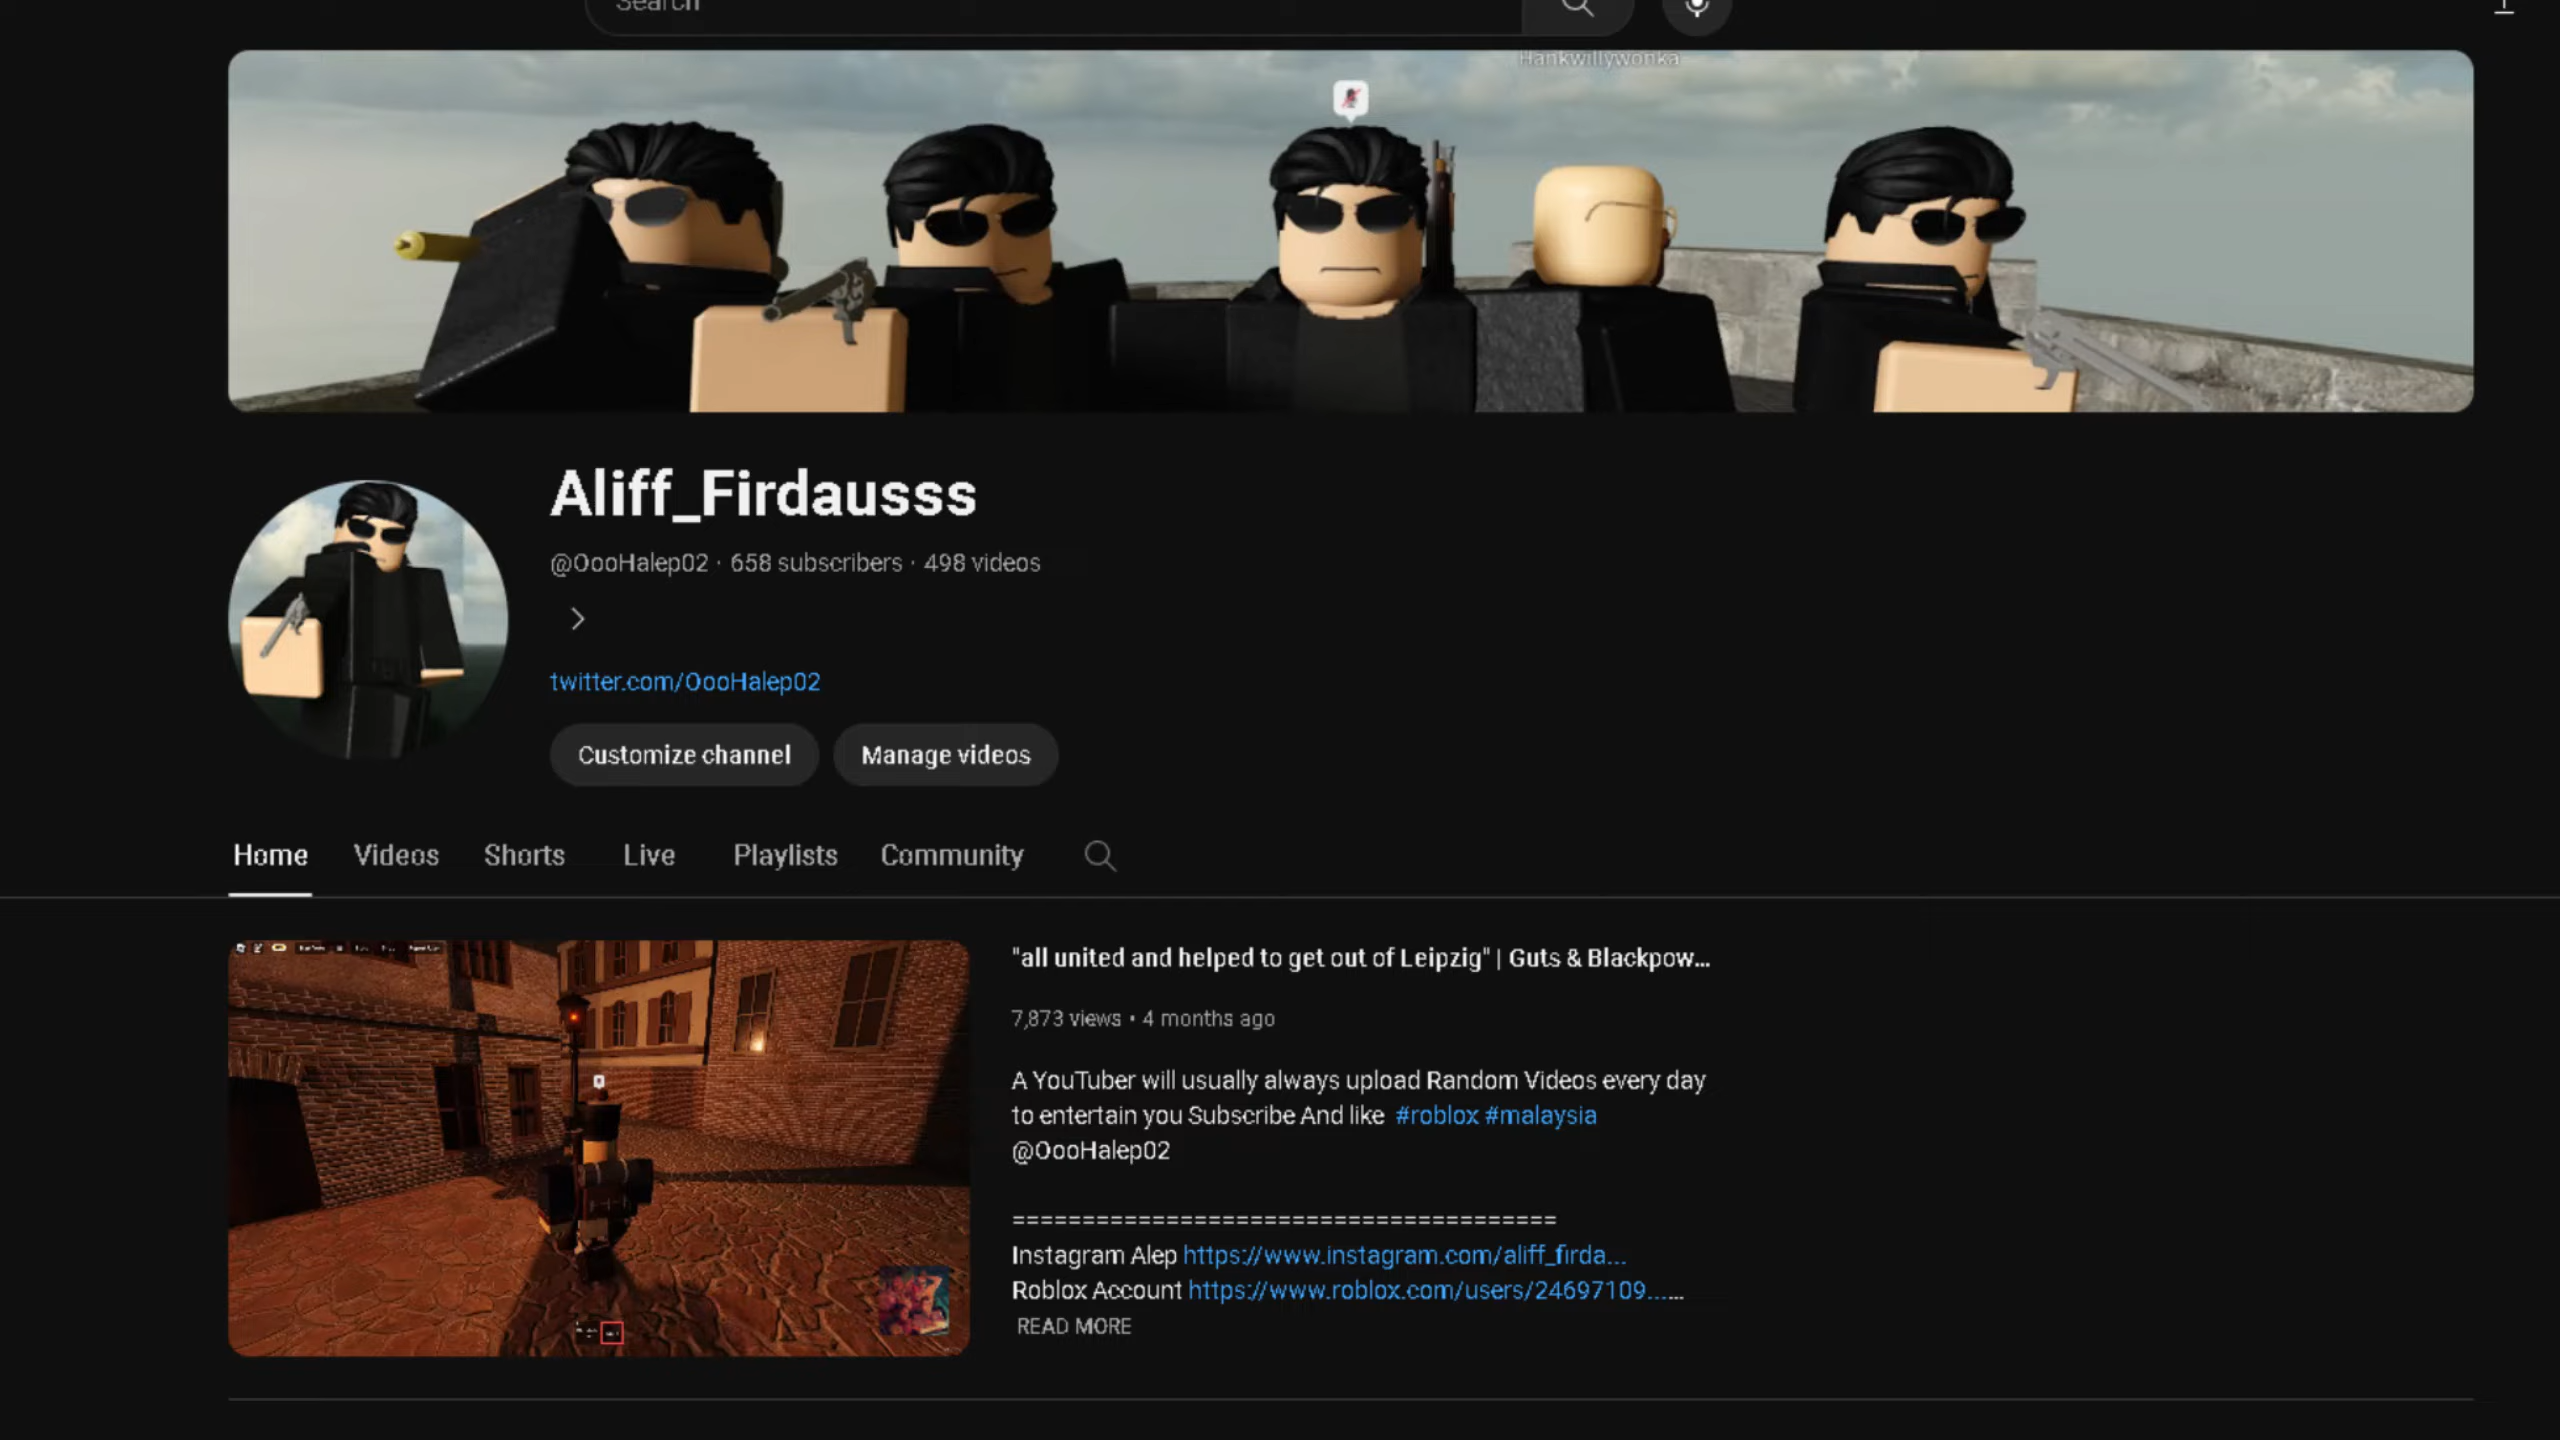 Search
Hankwillywonka
Aliff_Firdausss
@OooHalep02 · 658 subscribers · 498 videos
twitter.com/OooHalep02
Customize channel
Manage videos
Home
Videos
Shorts
Live
Playlists
Community
"all united and helped to get out of Leipzig" | Guts & Blackpow...
7,873 views • 4 months ago
A YouTuber will usually always upload Random Videos every day
to entertain you Subscribe And like #roblox #malaysia
@OooHalep02
=======================================
Instagram Alep https://www.instagram.com/aliff_firda...
Roblox Account https://www.roblox.com/users/24697109......
READ MORE